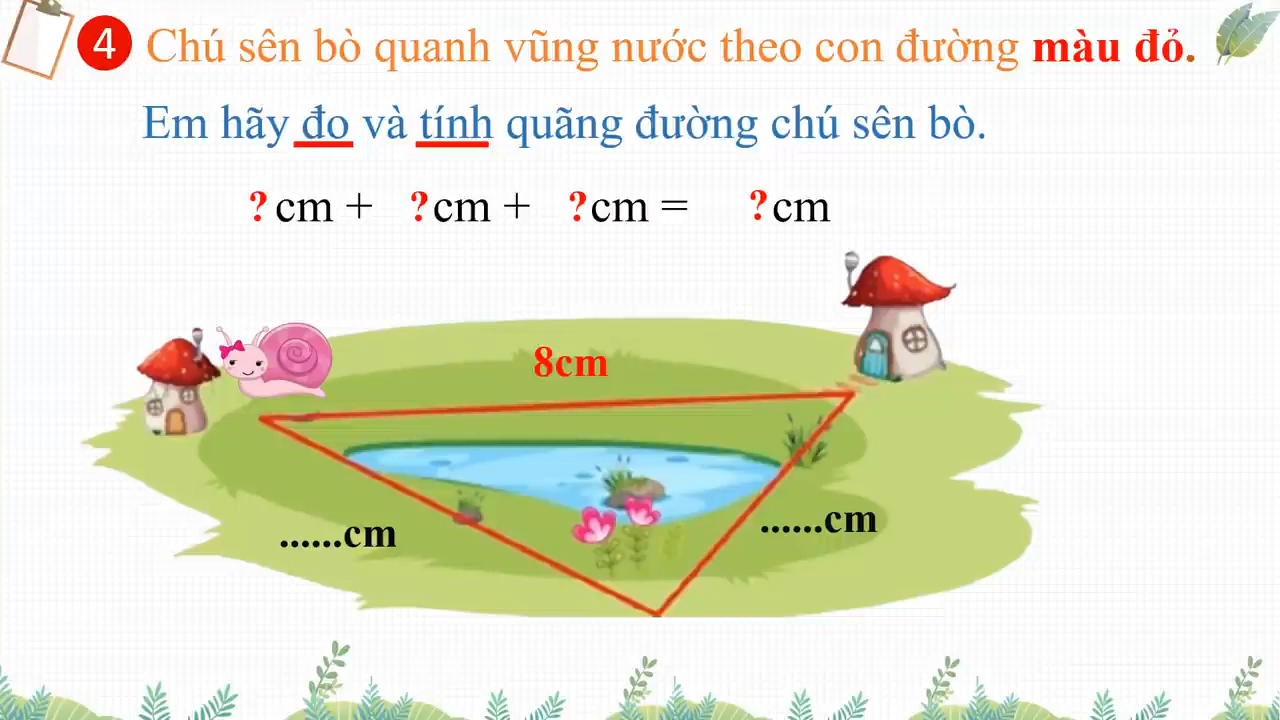 4 Chú sên bò quanh vũng nước theo con đường màu đỏ.
Em hãy đo và tính quãng đường chú sên bò.
? cm + ? cm + ? cm = ? cm
8cm
......cm
......cm